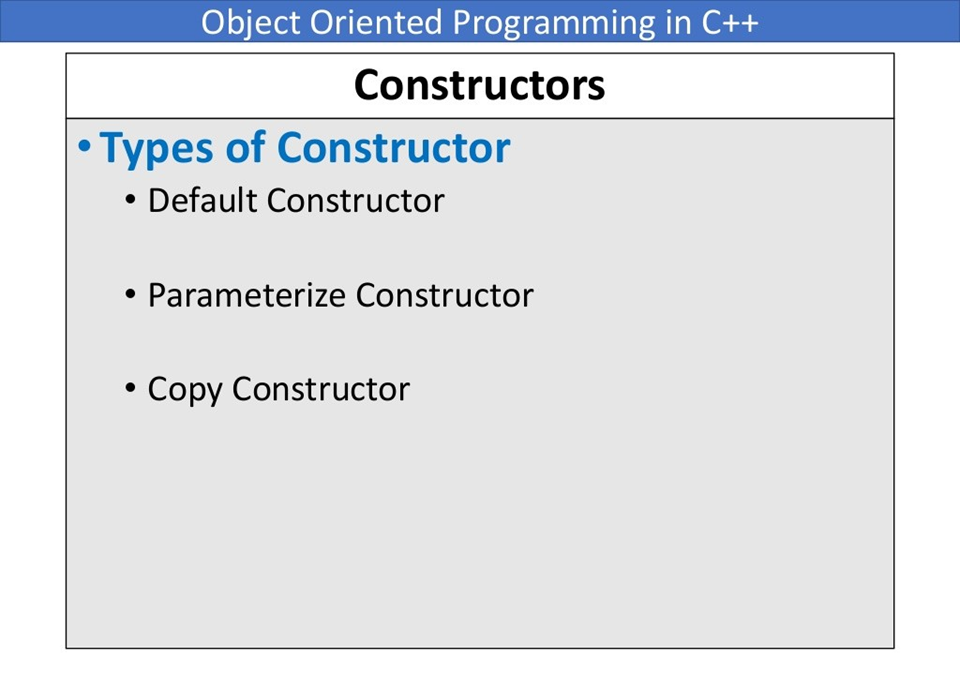 Object Oriented Programming in C++
Constructors
• Types of Constructor
• Default Constructor
• Parameterize Constructor
• Copy Constructor